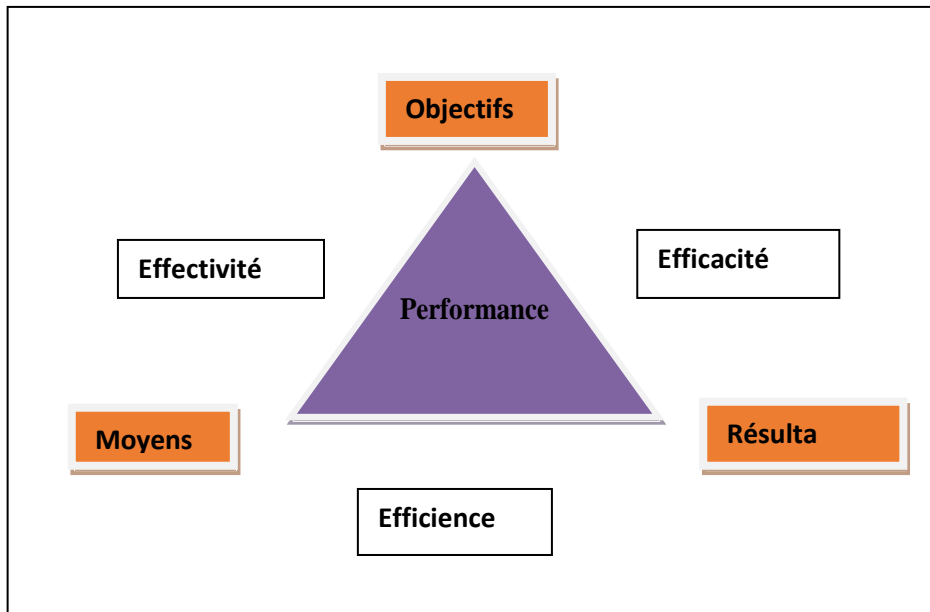 Objectifs
Effectivité
Efficacité
Performance
Moyens
Résulta
Efficience